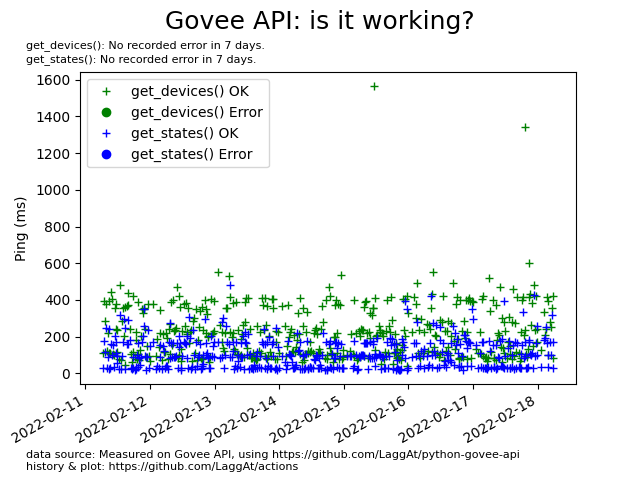 Govee API: is it working?
get_devices(): No recorded error in 7 days.
get_states(): No recorded error in 7 days.
1600
1400
1200
1000
800
600
400
200
0
Ping (ms)
get_devices() OK
get_devices() Error
get_states() OK
get_states() Error
2022-02-11
2022-02-12
2022-02-13
2022-02-14
2022-02-15
2022-02-16
2022-02-17
2022-02-18
data source: Measured on Govee API, using https://github.com/LaggAt/python-govee-api
history & plot: https://github.com/LaggAt/actions